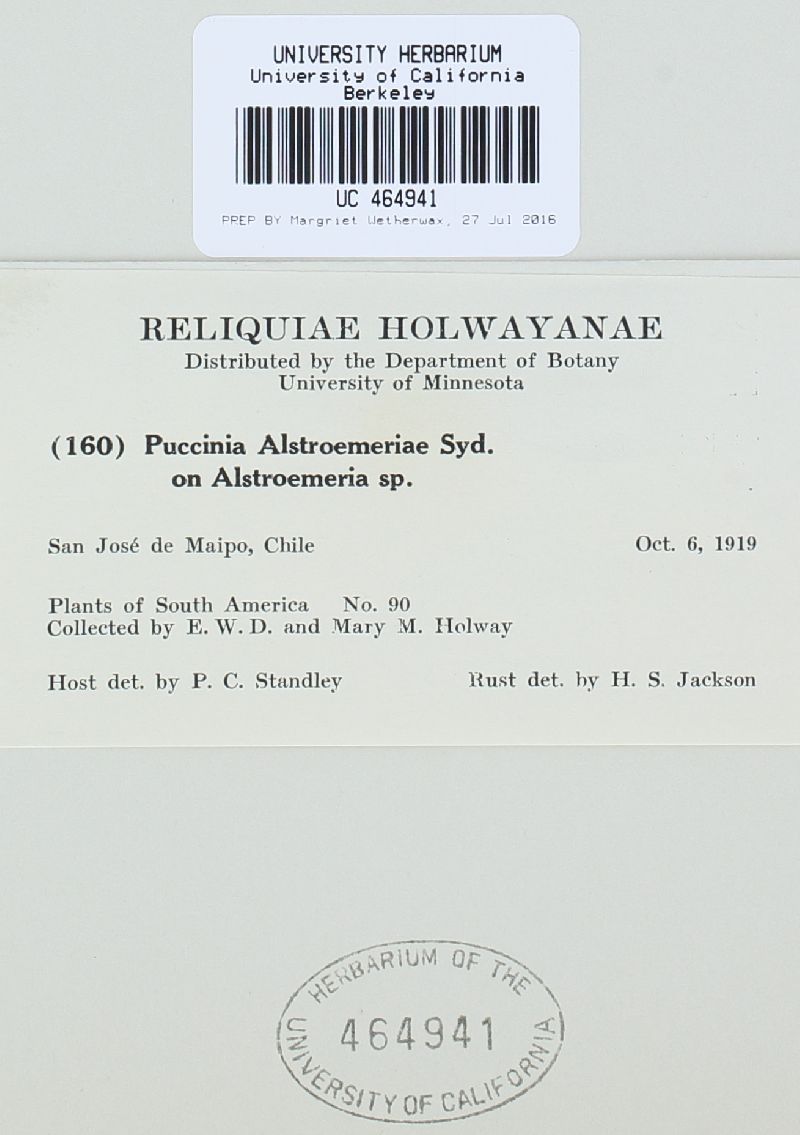 UNIVERSITY HERBARIUM
University of California
Berkeley
UC 464941
PREP BY Margriet Wetherwax, 27 Jul 2016
RELIQUIAE HOLWAYANAE
Distributed by the Department of Botany
University of Minnesota
(160) Puccinia Alstroemeriae Syd.
on Alstroemeria sp.
San José de Maipo, Chile Oct. 6, 1919
Plants of South America No. 90
Collected by E. W. D. and Mary M. Holway
Host det. by P. C. Standley Rust det. by H. S. Jackson
HERBARIUM OF THE
464941
UNIVERSITY OF CALIFORNIA